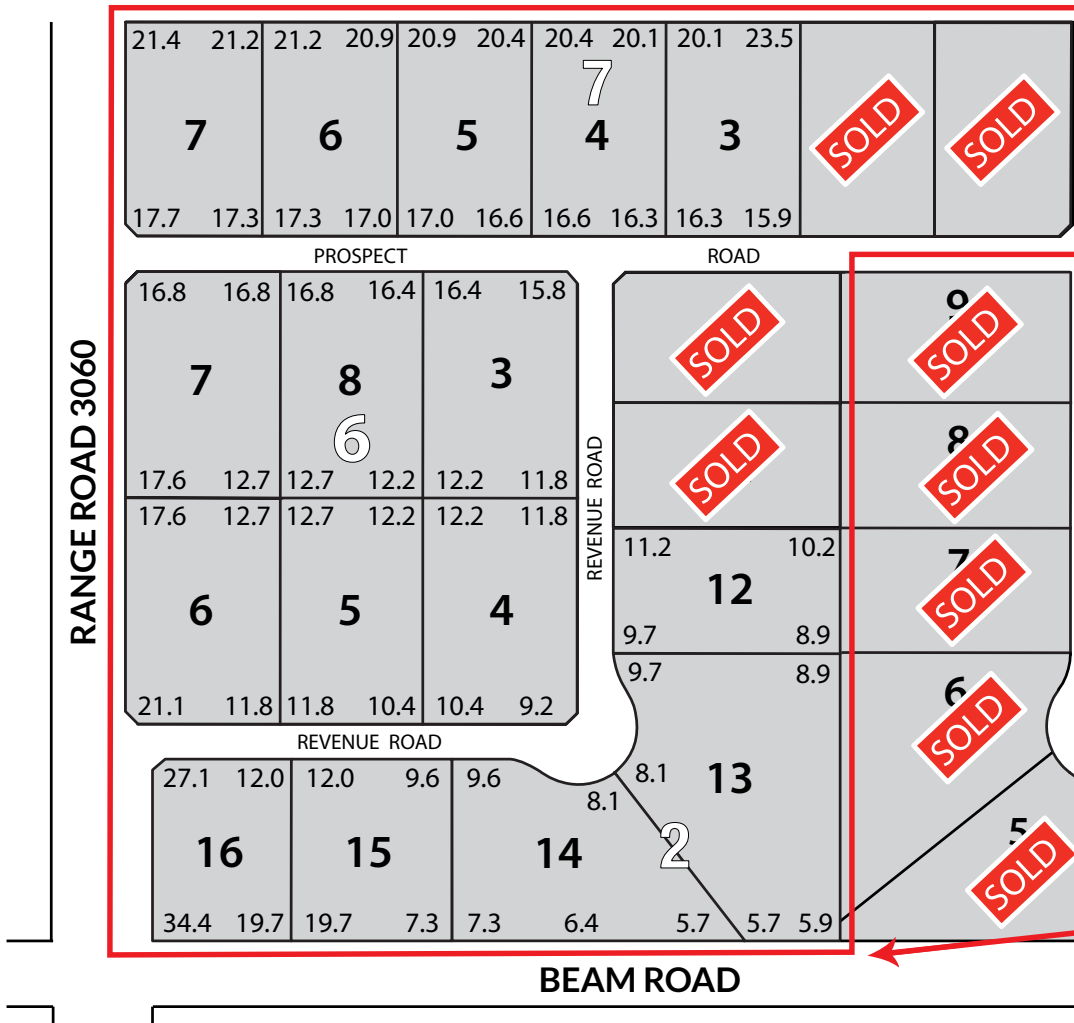 21.4 21.2 21.2 20.9 20.9 20.4 20.4 20.1 20.1 23.5
7
7 6 5 4 3 SOLD SOLD
17.7 17.3 17.3 17.0 17.0 16.6 16.6 16.3 16.3 15.9
PROSPECT ROAD
16.8 16.8 16.8 16.4 16.4 15.8
9
SOLD SOLD
7 8 3
RANGE ROAD 3060
6
REVENUE ROAD
8
SOLD SOLD
17.6 12.7 12.7 12.2 12.2 11.8
17.6 12.7 12.7 12.2 12.2 11.8
11.2 10.2
7
12 SOLD
6 5 4
9.7 8.9
9.7 8.9
6
SOLD
21.1 11.8 11.8 10.4 10.4 9.2
REVENUE ROAD
27.1 12.0 12.0 9.6 9.6 8.1
8.1
13
2
5
16 15 14
SOLD
34.4 19.7 19.7 7.3 7.3 6.4 5.7 5.7 5.9
BEAM ROAD